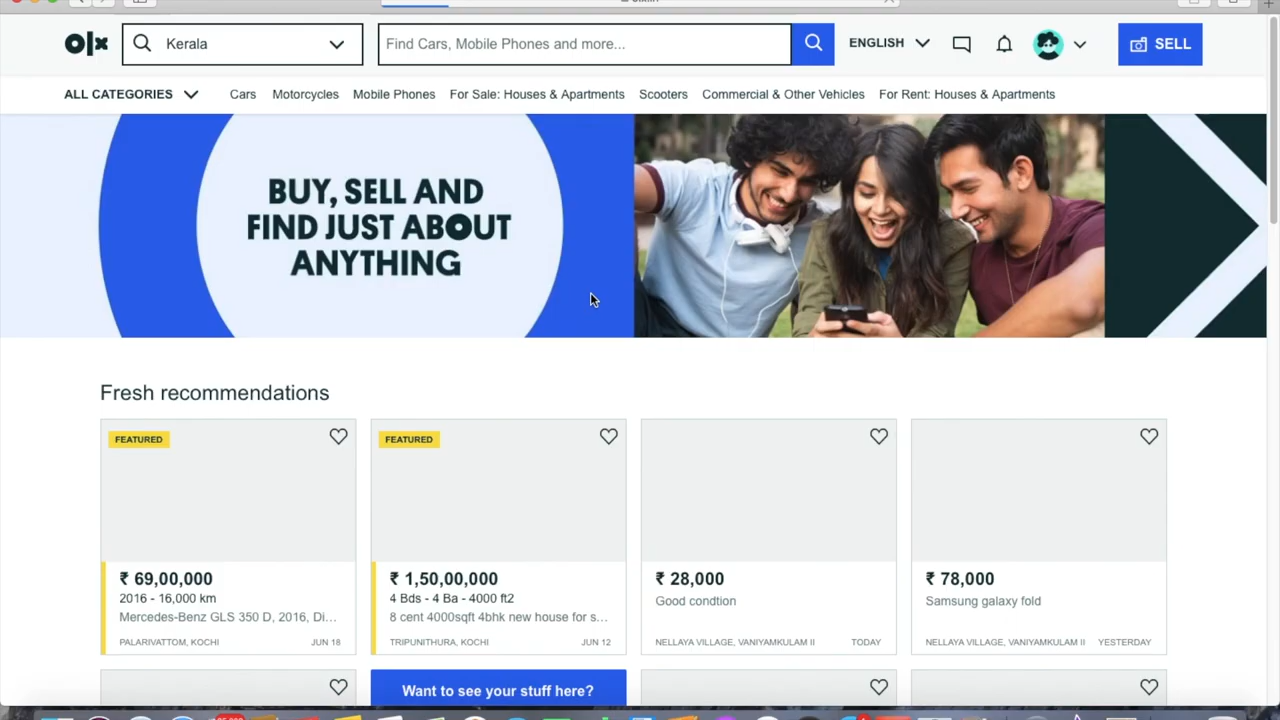 olx
Kerala
Find Cars, Mobile Phones and more...
ENGLISH
SELL
ALL CATEGORIES
Cars
Motorcycles
Mobile Phones
For Sale: Houses & Apartments
Scooters
Commercial & Other Vehicles
For Rent: Houses & Apartments
BUY, SELL AND
FIND JUST ABOUT
ANYTHING
Fresh recommendations
FEATURED
₹ 69,00,000
2016 - 16,000 km
Mercedes-Benz GLS 350 D, 2016, Di...
PALARIVATTOM, KOCHI
JUN 18
FEATURED
₹ 1,50,00,000
4 Bds - 4 Ba - 4000 ft2
8 cent 4000sqft 4bhk new house for s...
TRIPUNITHURA, KOCHI
JUN 12
₹ 28,000
Good condtion
NELLAYA VILLAGE, VANIYAMKULAM II
TODAY
₹ 78,000
Samsung galaxy fold
NELLAYA VILLAGE, VANIYAMKULAM II
YESTERDAY
Want to see your stuff here?